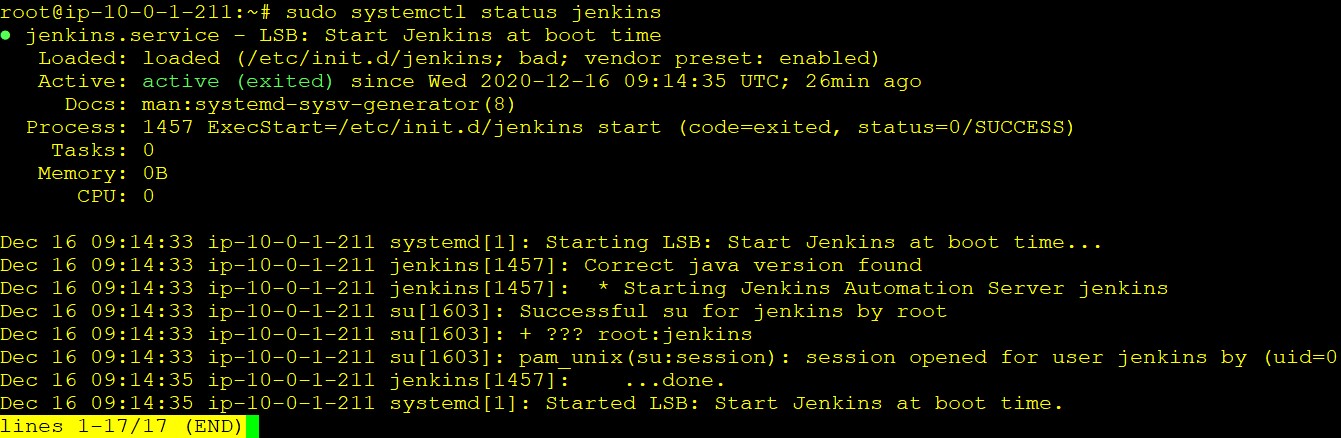 root@ip-10-0-1-211:~# sudo systemctl status jenkins
● jenkins.service - LSB: Start Jenkins at boot time
   Loaded: loaded (/etc/init.d/jenkins; bad; vendor preset: enabled)
   Active: active (exited) since Wed 2020-12-16 09:14:35 UTC; 26min ago
     Docs: man:systemd-sysv-generator(8)
  Process: 1457 ExecStart=/etc/init.d/jenkins start (code=exited, status=0/SUCCESS)
    Tasks: 0
   Memory: 0B
      CPU: 0

Dec 16 09:14:33 ip-10-0-1-211 systemd[1]: Starting LSB: Start Jenkins at boot time...
Dec 16 09:14:33 ip-10-0-1-211 jenkins[1457]: Correct java version found
Dec 16 09:14:33 ip-10-0-1-211 jenkins[1457]:  * Starting Jenkins Automation Server jenkins
Dec 16 09:14:33 ip-10-0-1-211 su[1603]: Successful su for jenkins by root
Dec 16 09:14:33 ip-10-0-1-211 su[1603]: + ??? root:jenkins
Dec 16 09:14:33 ip-10-0-1-211 su[1603]: pam_unix(su:session): session opened for user jenkins by (uid=0
Dec 16 09:14:35 ip-10-0-1-211 jenkins[1457]:    ...done.
Dec 16 09:14:35 ip-10-0-1-211 systemd[1]: Started LSB: Start Jenkins at boot time.
lines 1-17/17 (END)